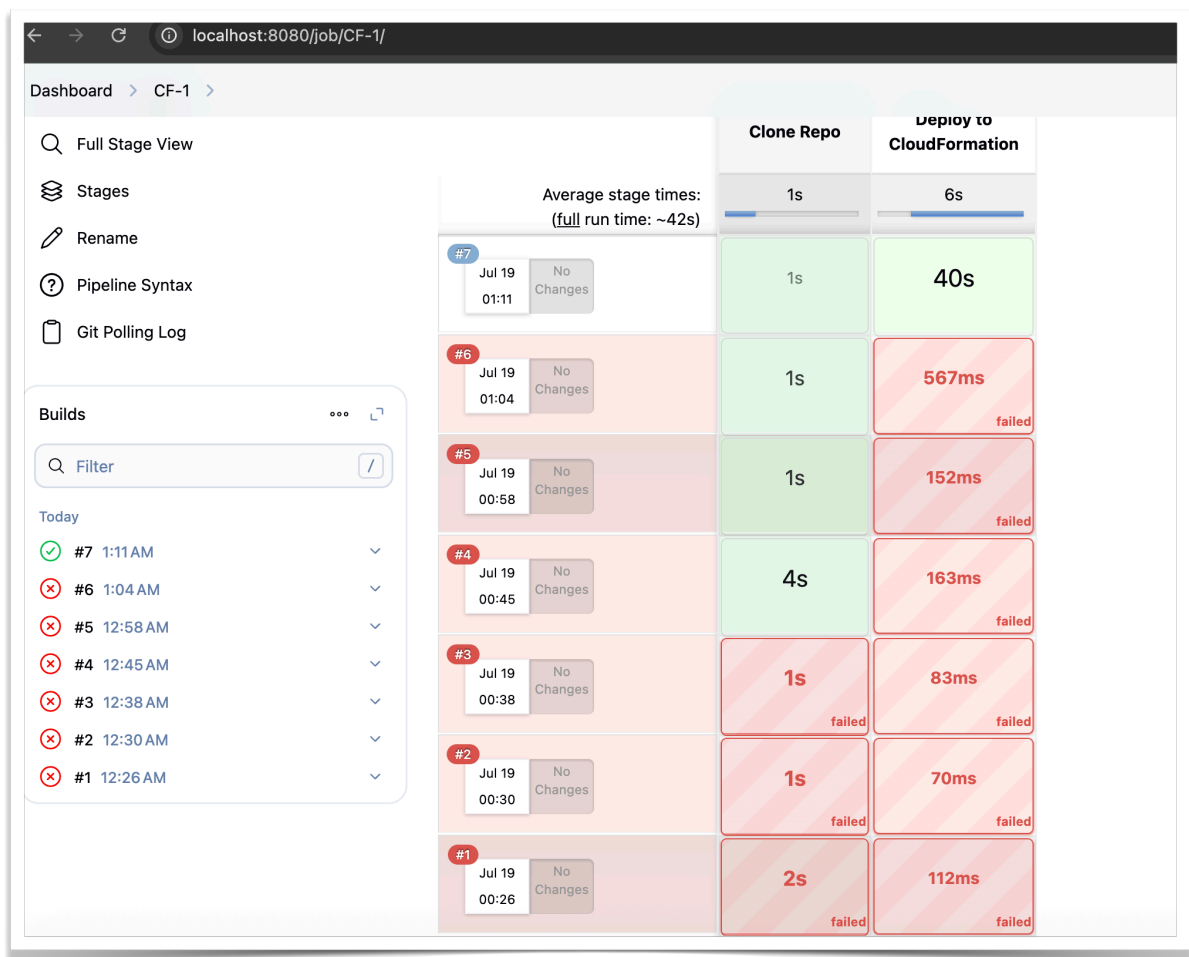 localhost:8080/job/CF-1/
Dashboard > CF-1 >
Full Stage View
Stages
Rename
Pipeline Syntax
Git Polling Log
Builds
Filter /
Today
#7 1:11 AM
#6 1:04 AM
#5 12:58 AM
#4 12:45 AM
#3 12:38 AM
#2 12:30 AM
#1 12:26 AM
Clone Repo
Deploy to
CloudFormation
Average stage times:
(full run time: ~42s)
1s
6s
#7
Jul 19
01:11
No
Changes
1s
40s
#6
Jul 19
01:04
No
Changes
1s
567ms
failed
#5
Jul 19
00:58
No
Changes
1s
152ms
failed
#4
Jul 19
00:45
No
Changes
4s
163ms
failed
#3
Jul 19
00:38
No
Changes
1s
failed
83ms
failed
#2
Jul 19
00:30
No
Changes
1s
failed
70ms
failed
#1
Jul 19
00:26
No
Changes
2s
failed
112ms
failed